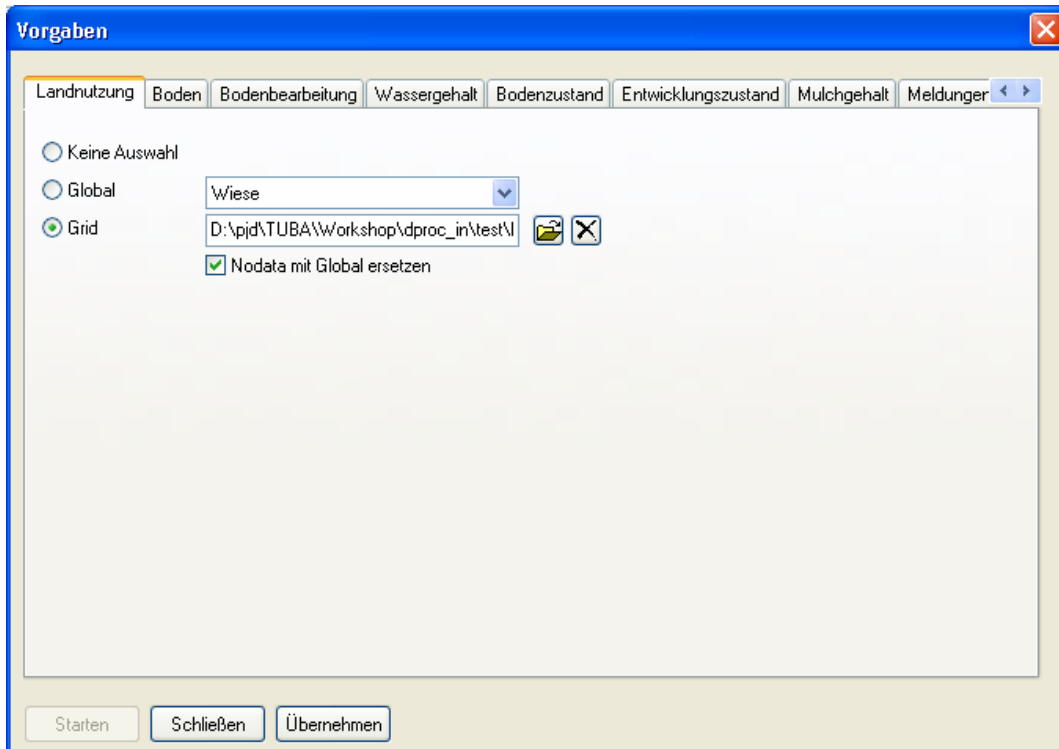 Vorgaben
Landnutzung Boden Bodenbearbeitung Wassergehalt Bodenzustand Entwicklungszustand Mulchgehalt Meldungen
Keine Auswahl
Global Wiese
Grid D:\pjd\TUBA\Workshop\dproc_in\test\l
Nodata mit Global ersetzen
Starten Schließen Übernehmen